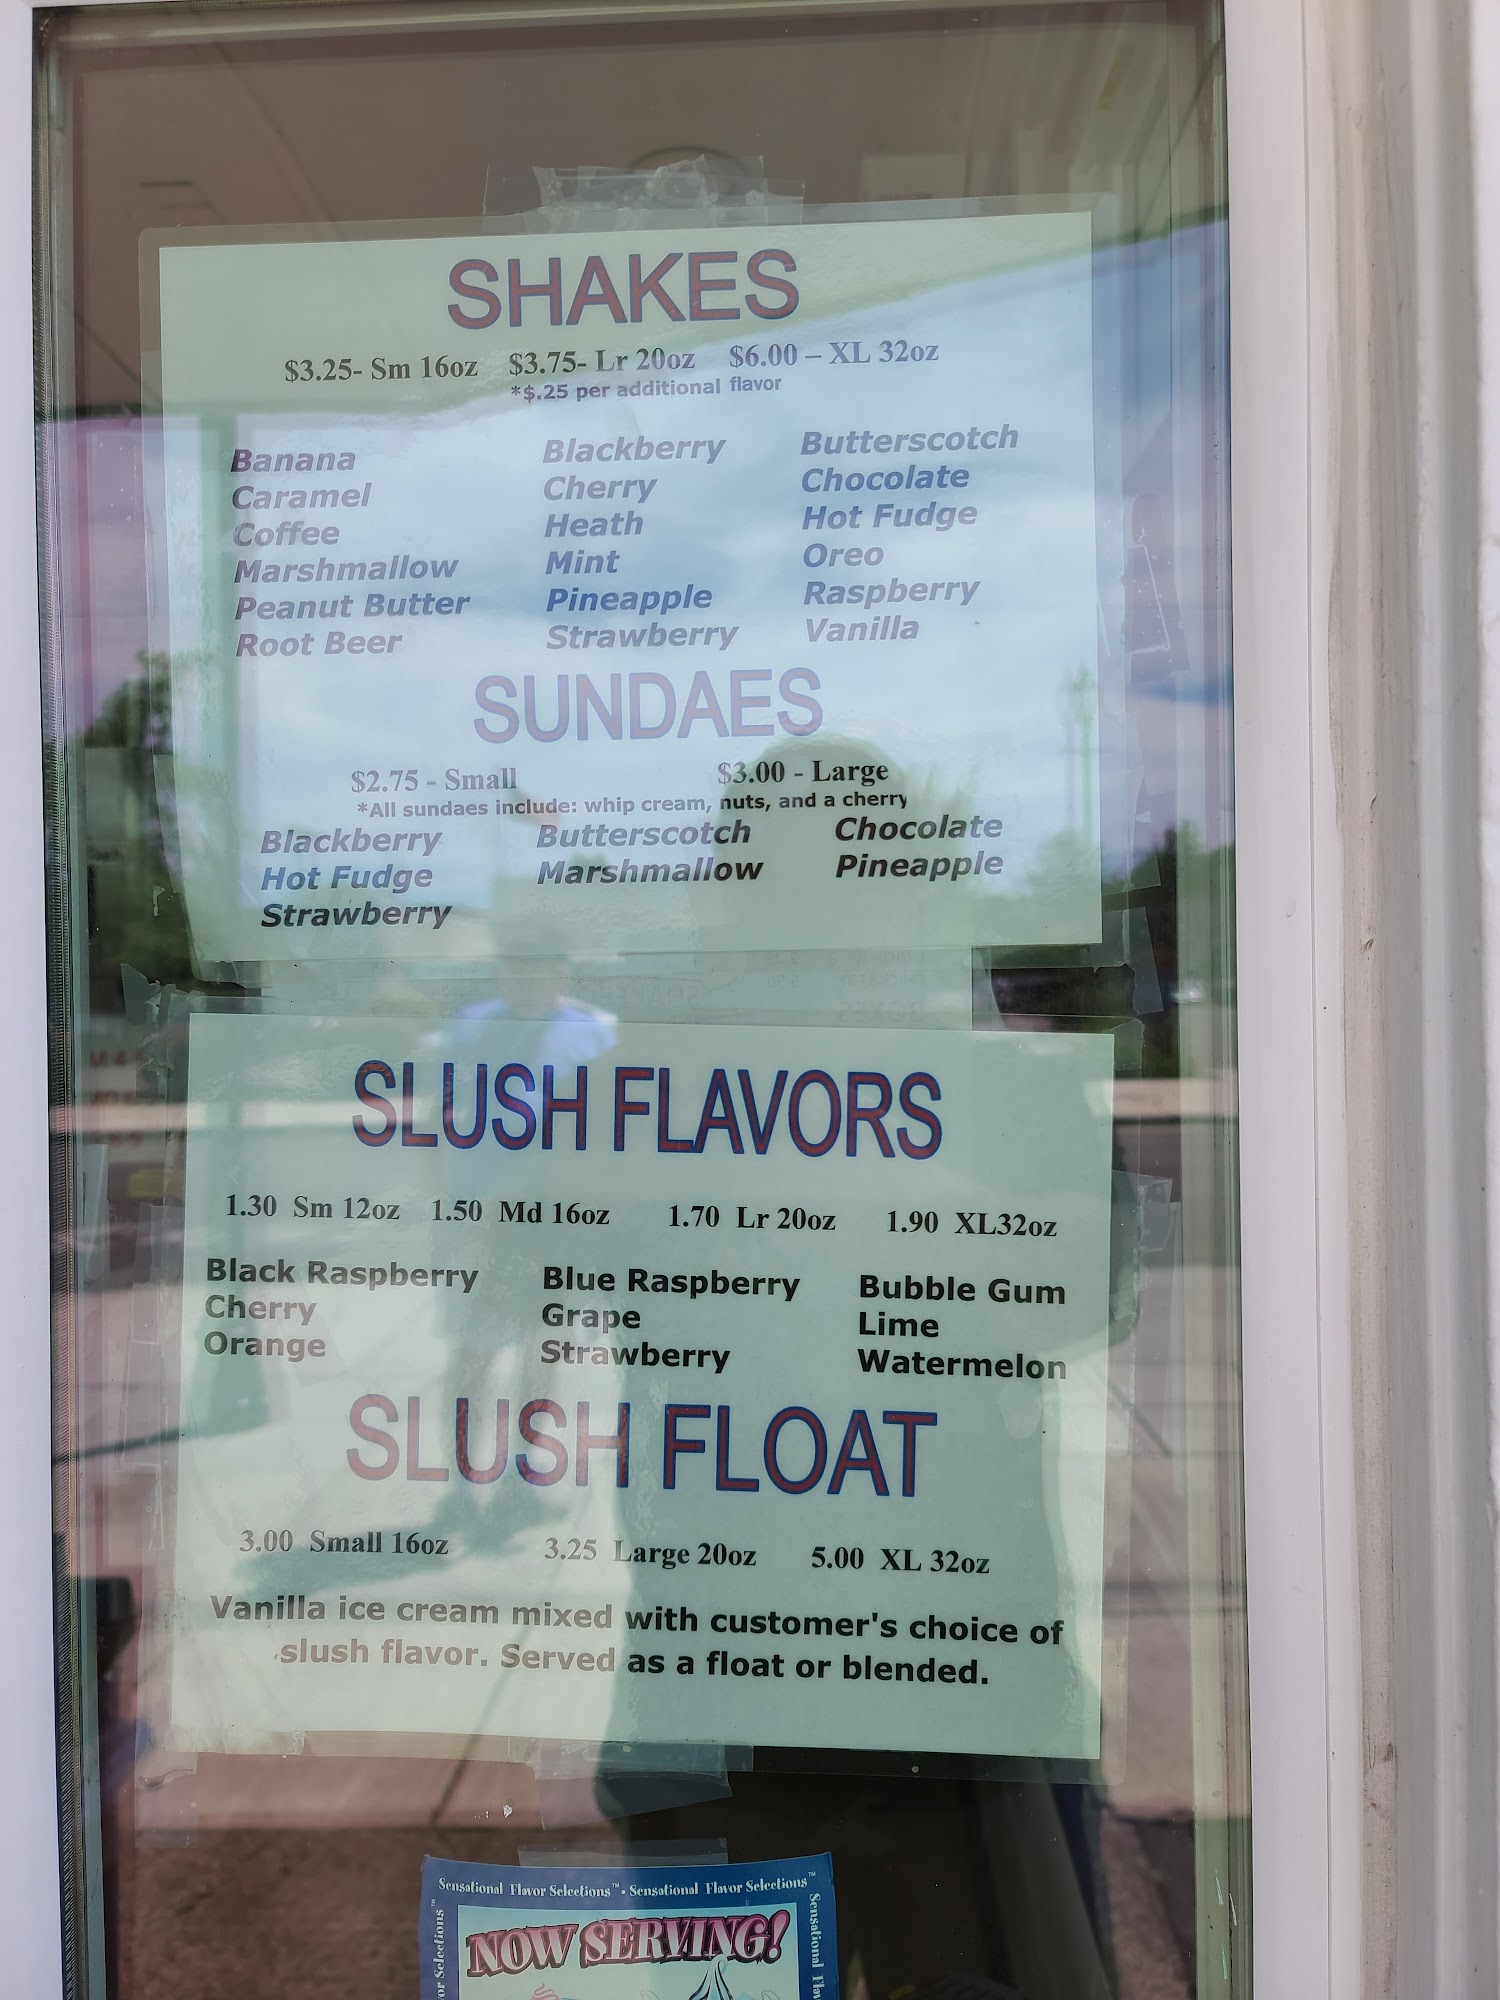 SHAKES
$3.25- Sm 16oz $3.75- Lr 20oz $6.00 – XL 32oz
*$.25 per additional flavor
Banana Blackberry Butterscotch
Caramel Cherry Chocolate
Coffee Heath Hot Fudge
Marshmallow Mint Oreo
Peanut Butter Pineapple Raspberry
Root Beer Strawberry Vanilla
SUNDAES
$2.75 - Small $3.00 - Large
*All sundaes include: whip cream, nuts, and a cherry
Blackberry Butterscotch Chocolate
Hot Fudge Marshmallow Pineapple
Strawberry
SLUSH FLAVORS
1.30 Sm 12oz 1.50 Md 16oz 1.70 Lr 20oz 1.90 XL32oz
Black Raspberry Blue Raspberry Bubble Gum
Cherry Grape Lime
Orange Strawberry Watermelon
SLUSH FLOAT
3.00 Small 16oz 3.25 Large 20oz 5.00 XL 32oz
Vanilla ice cream mixed with customer's choice of
slush flavor. Served as a float or blended.
Sensational Flavor Selections™ • Sensational Flavor Selections™
NOW SERVING!
or Selections™
Sensational Flav